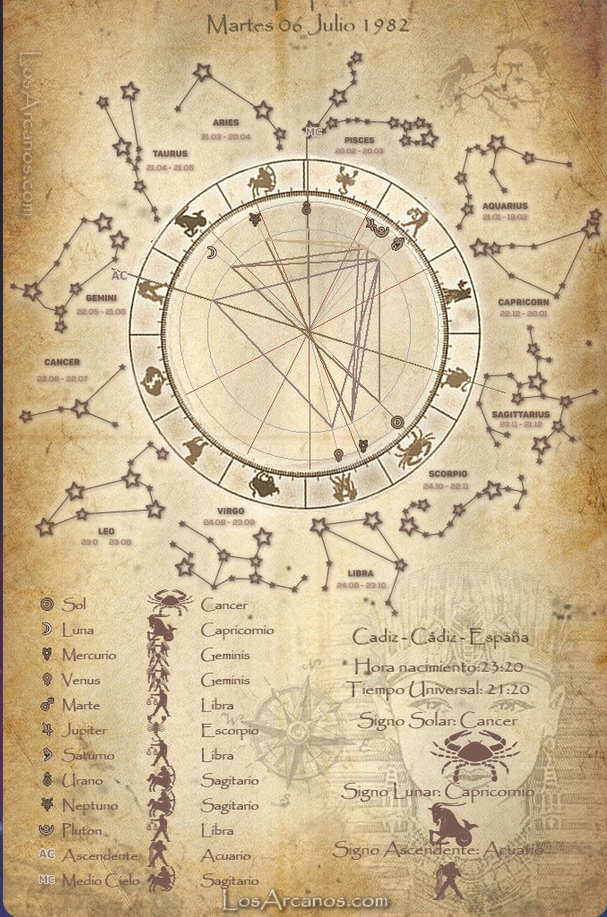 Martes 06 Julio 1982
LosArcanos.com
ARIES
21.03 - 20.04
PISCES
20.02 - 20.03
MC
TAURUS
21.04 - 21.05
AQUARIUS
21.01 - 19.02
AC
GEMINI
22.05 - 21.06
CAPRICORN
22.12 - 20.01
CANCER
22.06 - 22.07
SAGITTARIUS
23.11 - 21.12
SCORPIO
24.10 - 22.11
VIRGO
24.08 - 23.09
LEO
LIBRA
24.09 - 23.10
Sol Cancer
Luna Capricornio
Mercurio Geminis
Venus Geminis
Marte Libra
Jupiter Escorpio
Saturno Libra
Urano Sagitario
Neptuno Sagitario
Pluton Libra
AC Ascendente Acuario
MC Medio Cielo Sagitario
Cadiz - Cádiz - España
Hora nacimiento:23:20
Tiempo Universal: 21:20
Signo Solar: Cancer
Signo Lunar: Capricornio
Signo Ascendente: Acuario
W
LosArcanos.com